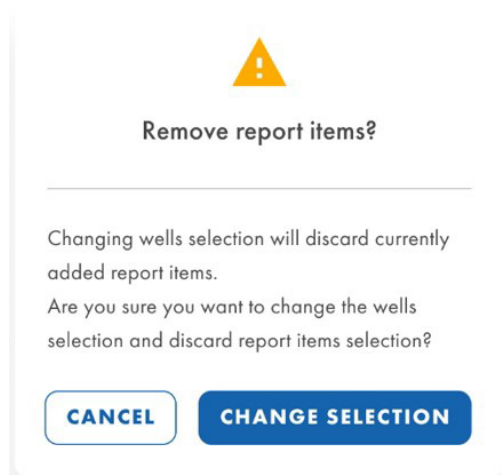 Remove report items?
Changing wells selection will discard currently
added report items.
Are you sure you want to change the wells
selection and discard report items selection?
CANCEL CHANGE SELECTION